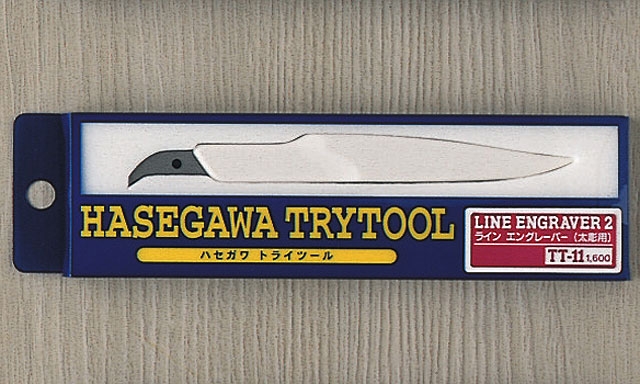 HASEGAWA TRYTOOL
ハセガワ トライツール
LINE ENGRAVER 2
ライン エングレーバー (太彫用)
TT-11 1,600